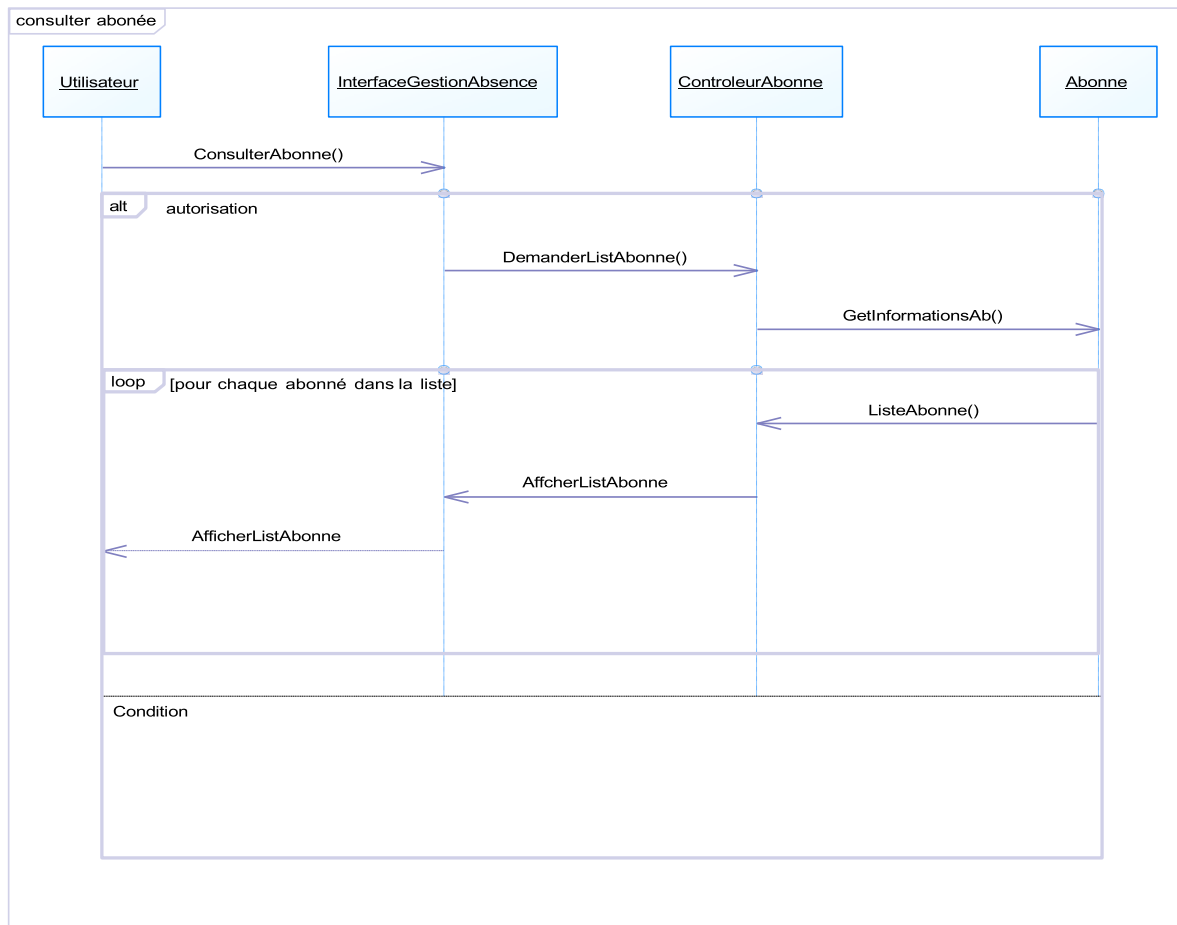 consulter abonée
Utilisateur
InterfaceGestionAbsence
ControleurAbonne
Abonne
ConsulterAbonne()
alt
autorisation
DemanderListAbonne()
GetInformationsAb()
loop
[pour chaque abonné dans la liste]
ListeAbonne()
AffcherListAbonne
AfficherListAbonne
Condition